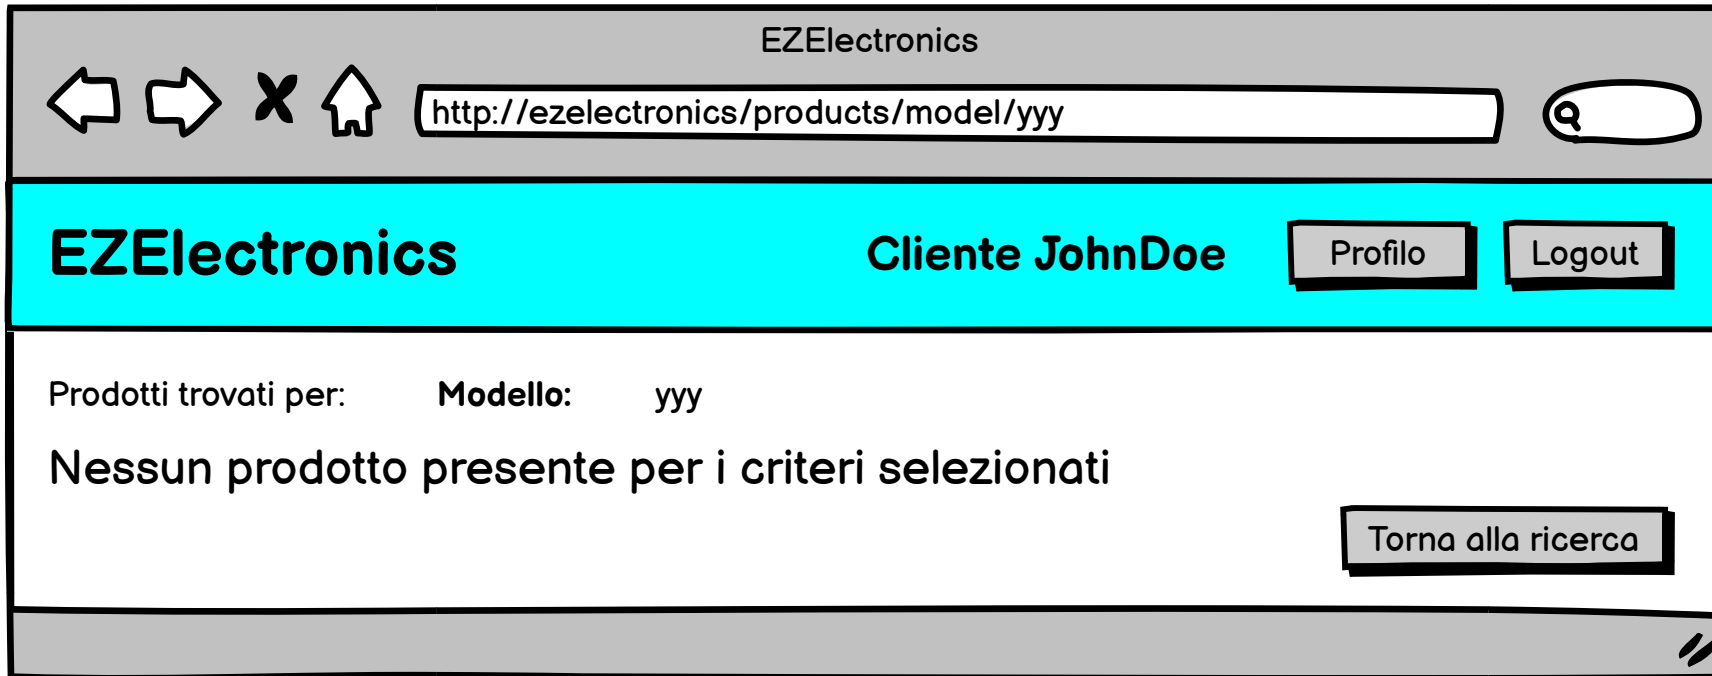 EZElectronics
http://ezelectronics/products/model/yyy
EZElectronics Cliente JohnDoe Profilo Logout
Prodotti trovati per: Modello: yyy
Nessun prodotto presente per i criteri selezionati
Torna alla ricerca